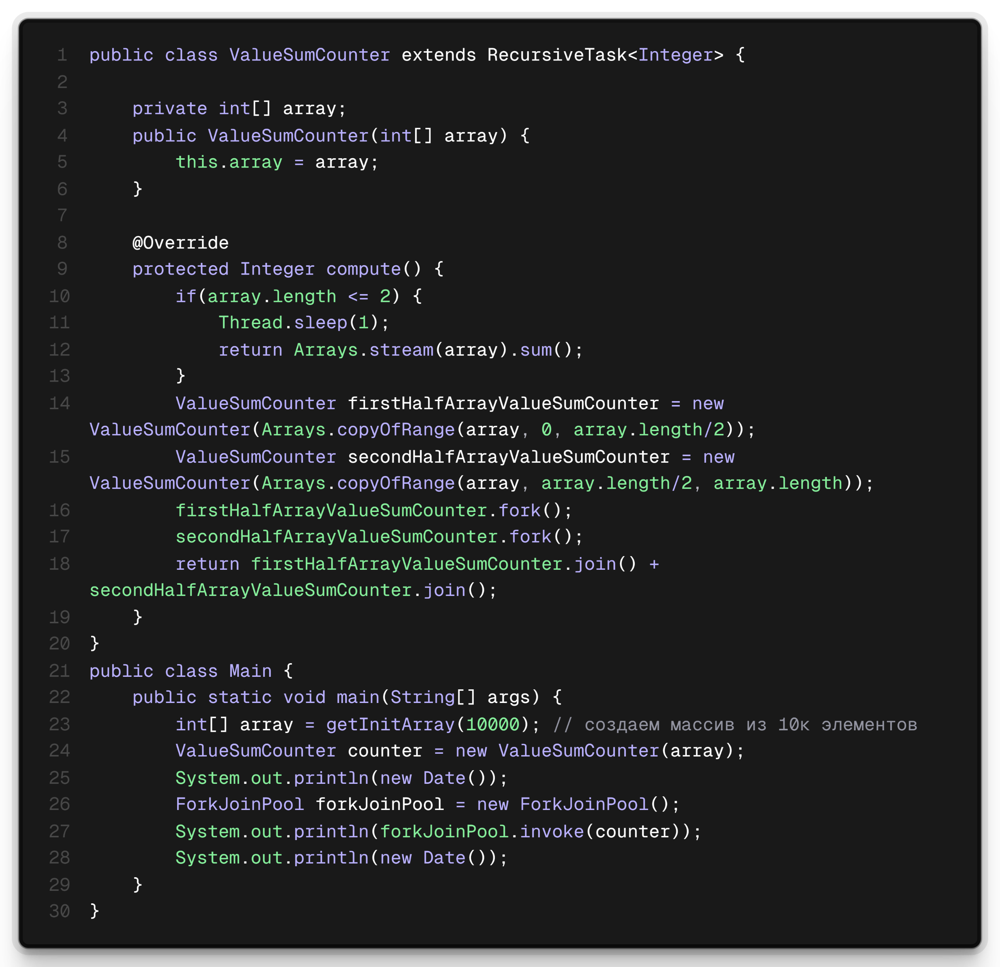 1 public class ValueSumCounter extends RecursiveTask<Integer> {
2
3 private int[] array;
4 public ValueSumCounter(int[] array) {
5 this.array = array;
6 }
7
8 @Override
9 protected Integer compute() {
10 if(array.length <= 2) {
11 Thread.sleep(1);
12 return Arrays.stream(array).sum();
13 }
14 ValueSumCounter firstHalfArrayValueSumCounter = new
ValueSumCounter(Arrays.copyOfRange(array, 0, array.length/2));
15 ValueSumCounter secondHalfArrayValueSumCounter = new
ValueSumCounter(Arrays.copyOfRange(array, array.length/2, array.length));
16 firstHalfArrayValueSumCounter.fork();
17 secondHalfArrayValueSumCounter.fork();
18 return firstHalfArrayValueSumCounter.join() +
secondHalfArrayValueSumCounter.join();
19 }
20 }
21 public class Main {
22 public static void main(String[] args) {
23 int[] array = getInitArray(10000); // создаем массив из 10к элементов
24 ValueSumCounter counter = new ValueSumCounter(array);
25 System.out.println(new Date());
26 ForkJoinPool forkJoinPool = new ForkJoinPool();
27 System.out.println(forkJoinPool.invoke(counter));
28 System.out.println(new Date());
29 }
30 }